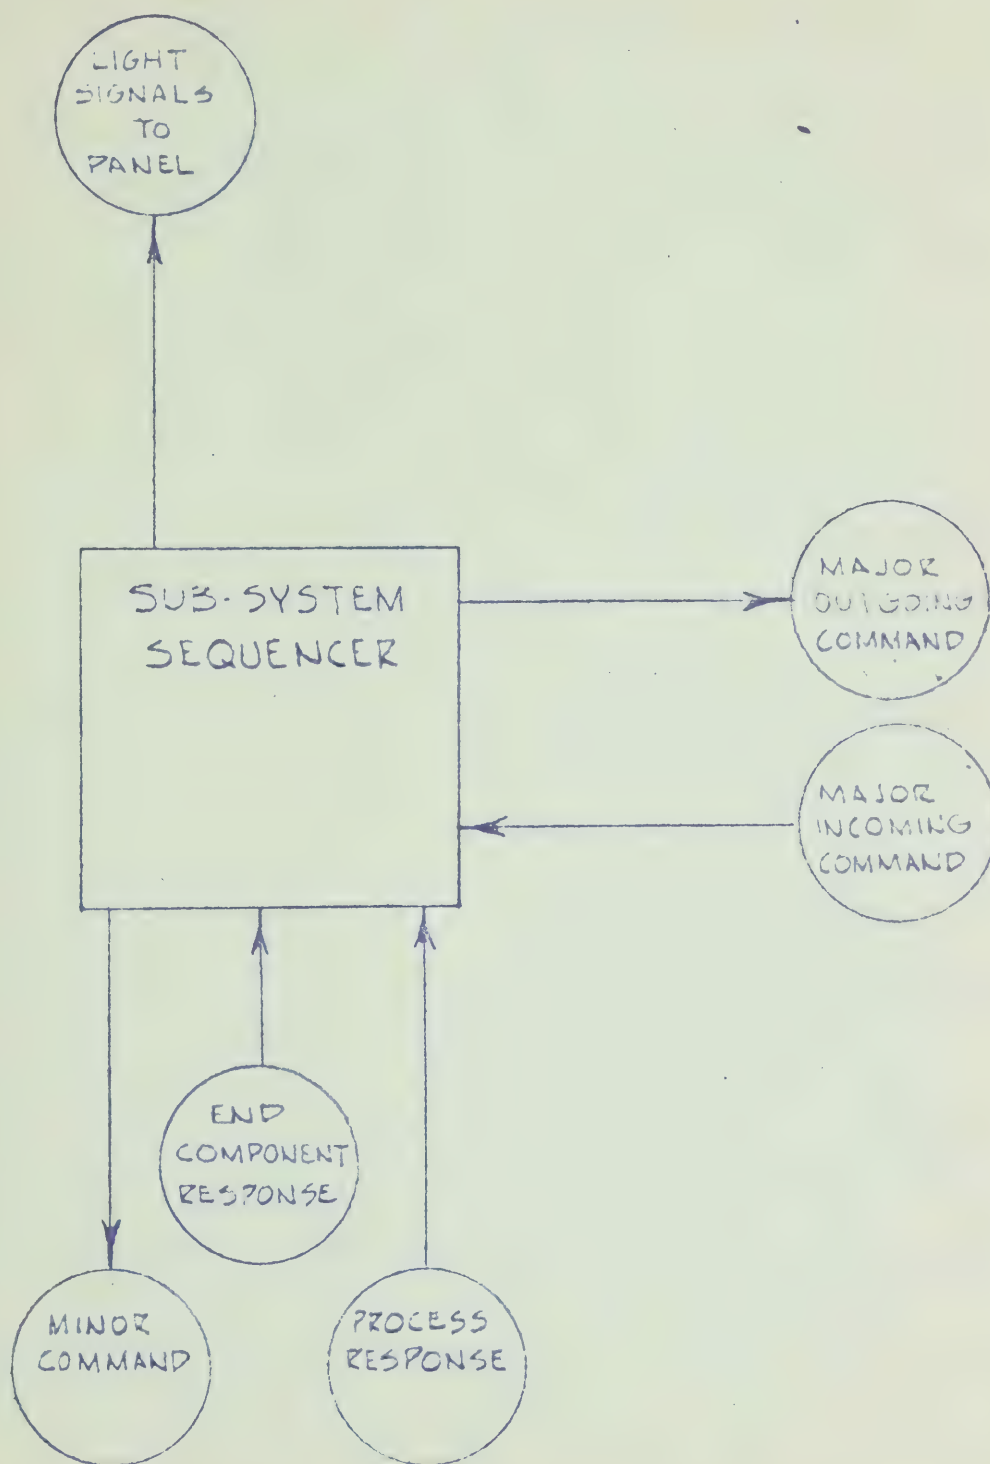 LIGHT
SIGNALS
TO
PANEL
SUB-SYSTEM
SEQUENCER
MAJOR
OUTGOING
COMMAND
MAJOR
INCOMING
COMMAND
END
COMPONENT
RESPONSE
MINOR
COMMAND
PROCESS
RESPONSE